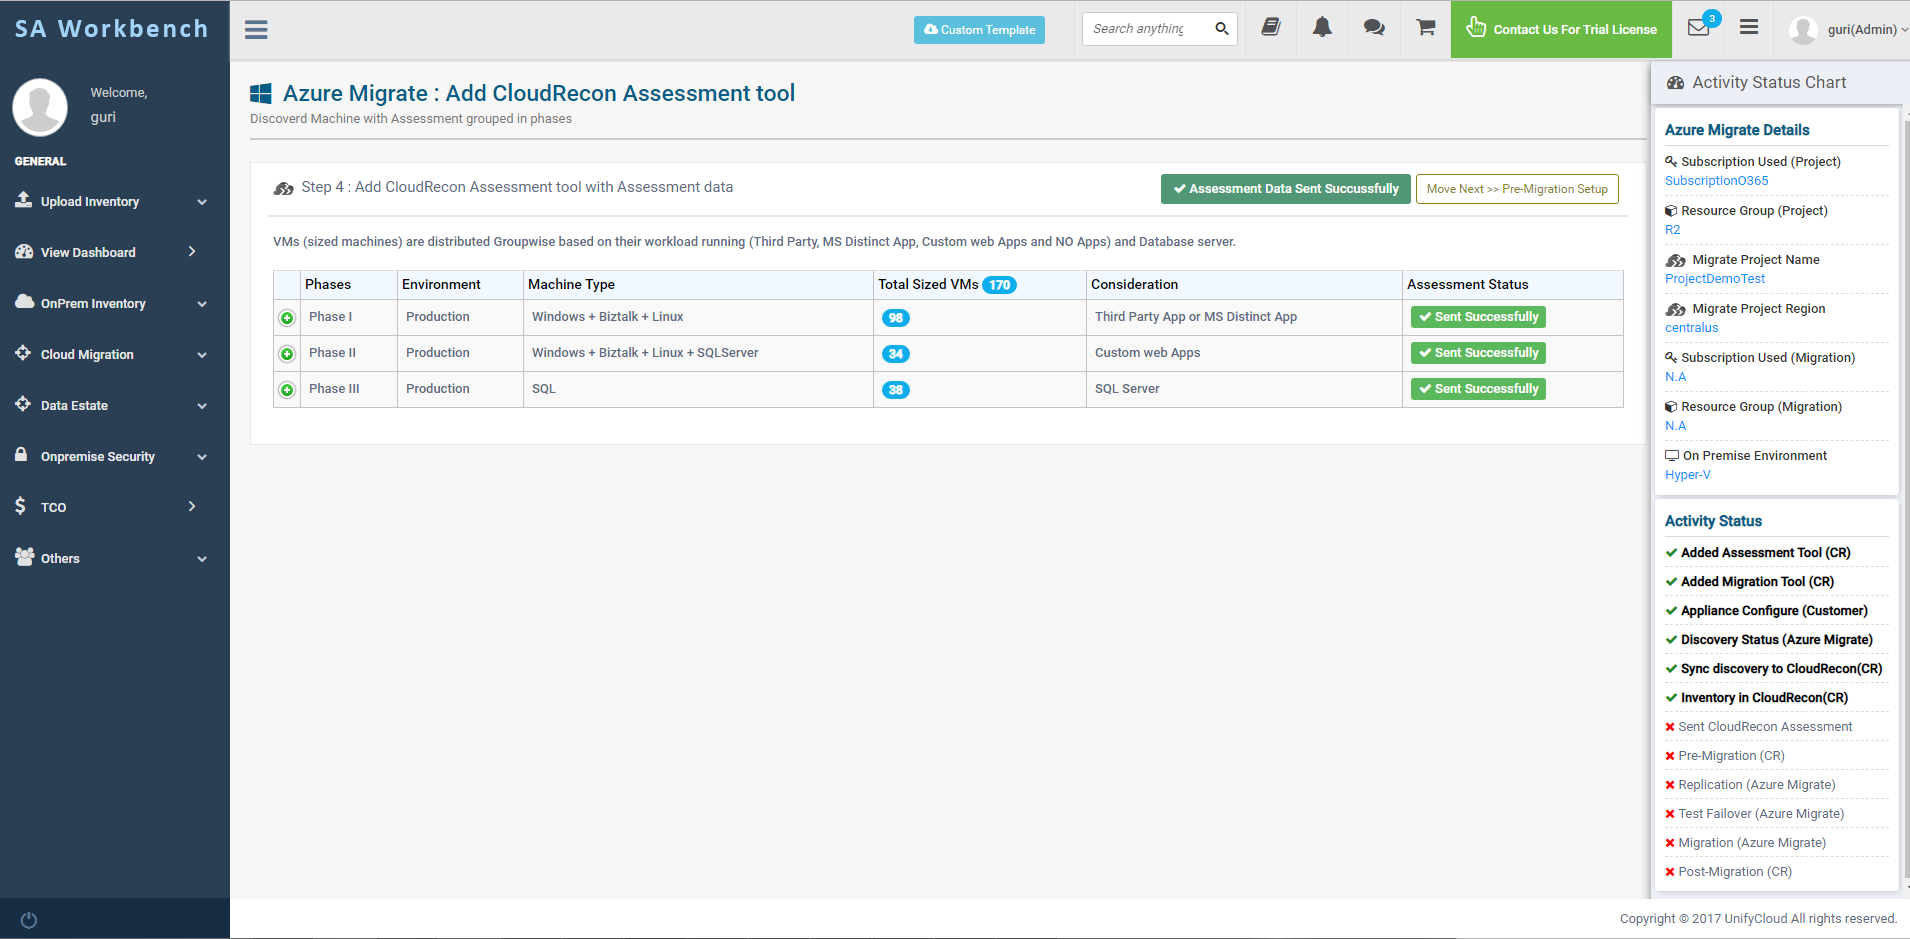 SA Workbench
Custom Template
Search anything
Contact Us For Trial License
3
guri(Admin)
Welcome,
guri
GENERAL
Upload Inventory
View Dashboard
OnPrem Inventory
Cloud Migration
Data Estate
Onpremise Security
TCO
Others
Azure Migrate : Add CloudRecon Assessment tool
Discoverd Machine with Assessment grouped in phases
Step 4 : Add CloudRecon Assessment tool with Assessment data
Assessment Data Sent Succussfully
Move Next >> Pre-Migration Setup
VMs (sized machines) are distributed Groupwise based on their workload running (Third Party, MS Distinct App, Custom web Apps and NO Apps) and Database server.
Phases Environment Machine Type Total Sized VMs 170 Consideration Assessment Status
Phase I Production Windows + Biztalk + Linux 98 Third Party App or MS Distinct App Sent Successfully
Phase II Production Windows + Biztalk + Linux + SQLServer 34 Custom web Apps Sent Successfully
Phase III Production SQL 38 SQL Server Sent Successfully
Activity Status Chart
Azure Migrate Details
Subscription Used (Project)
SubscriptionO365
Resource Group (Project)
R2
Migrate Project Name
ProjectDemoTest
Migrate Project Region
centralus
Subscription Used (Migration)
N.A
Resource Group (Migration)
N.A
On Premise Environment
Hyper-V
Activity Status
Added Assessment Tool (CR)
Added Migration Tool (CR)
Appliance Configure (Customer)
Discovery Status (Azure Migrate)
Sync discovery to CloudRecon(CR)
Inventory in CloudRecon(CR)
Sent CloudRecon Assessment
Pre-Migration (CR)
Replication (Azure Migrate)
Test Failover (Azure Migrate)
Migration (Azure Migrate)
Post-Migration (CR)
Copyright © 2017 UnifyCloud All rights reserved.